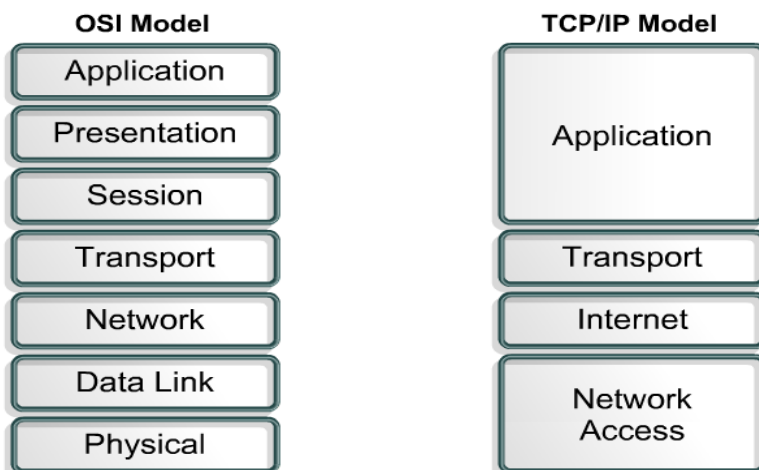 OSI Model
Application
Presentation
Session
Transport
Network
Data Link
Physical
TCP/IP Model
Application
Transport
Internet
Network
Access